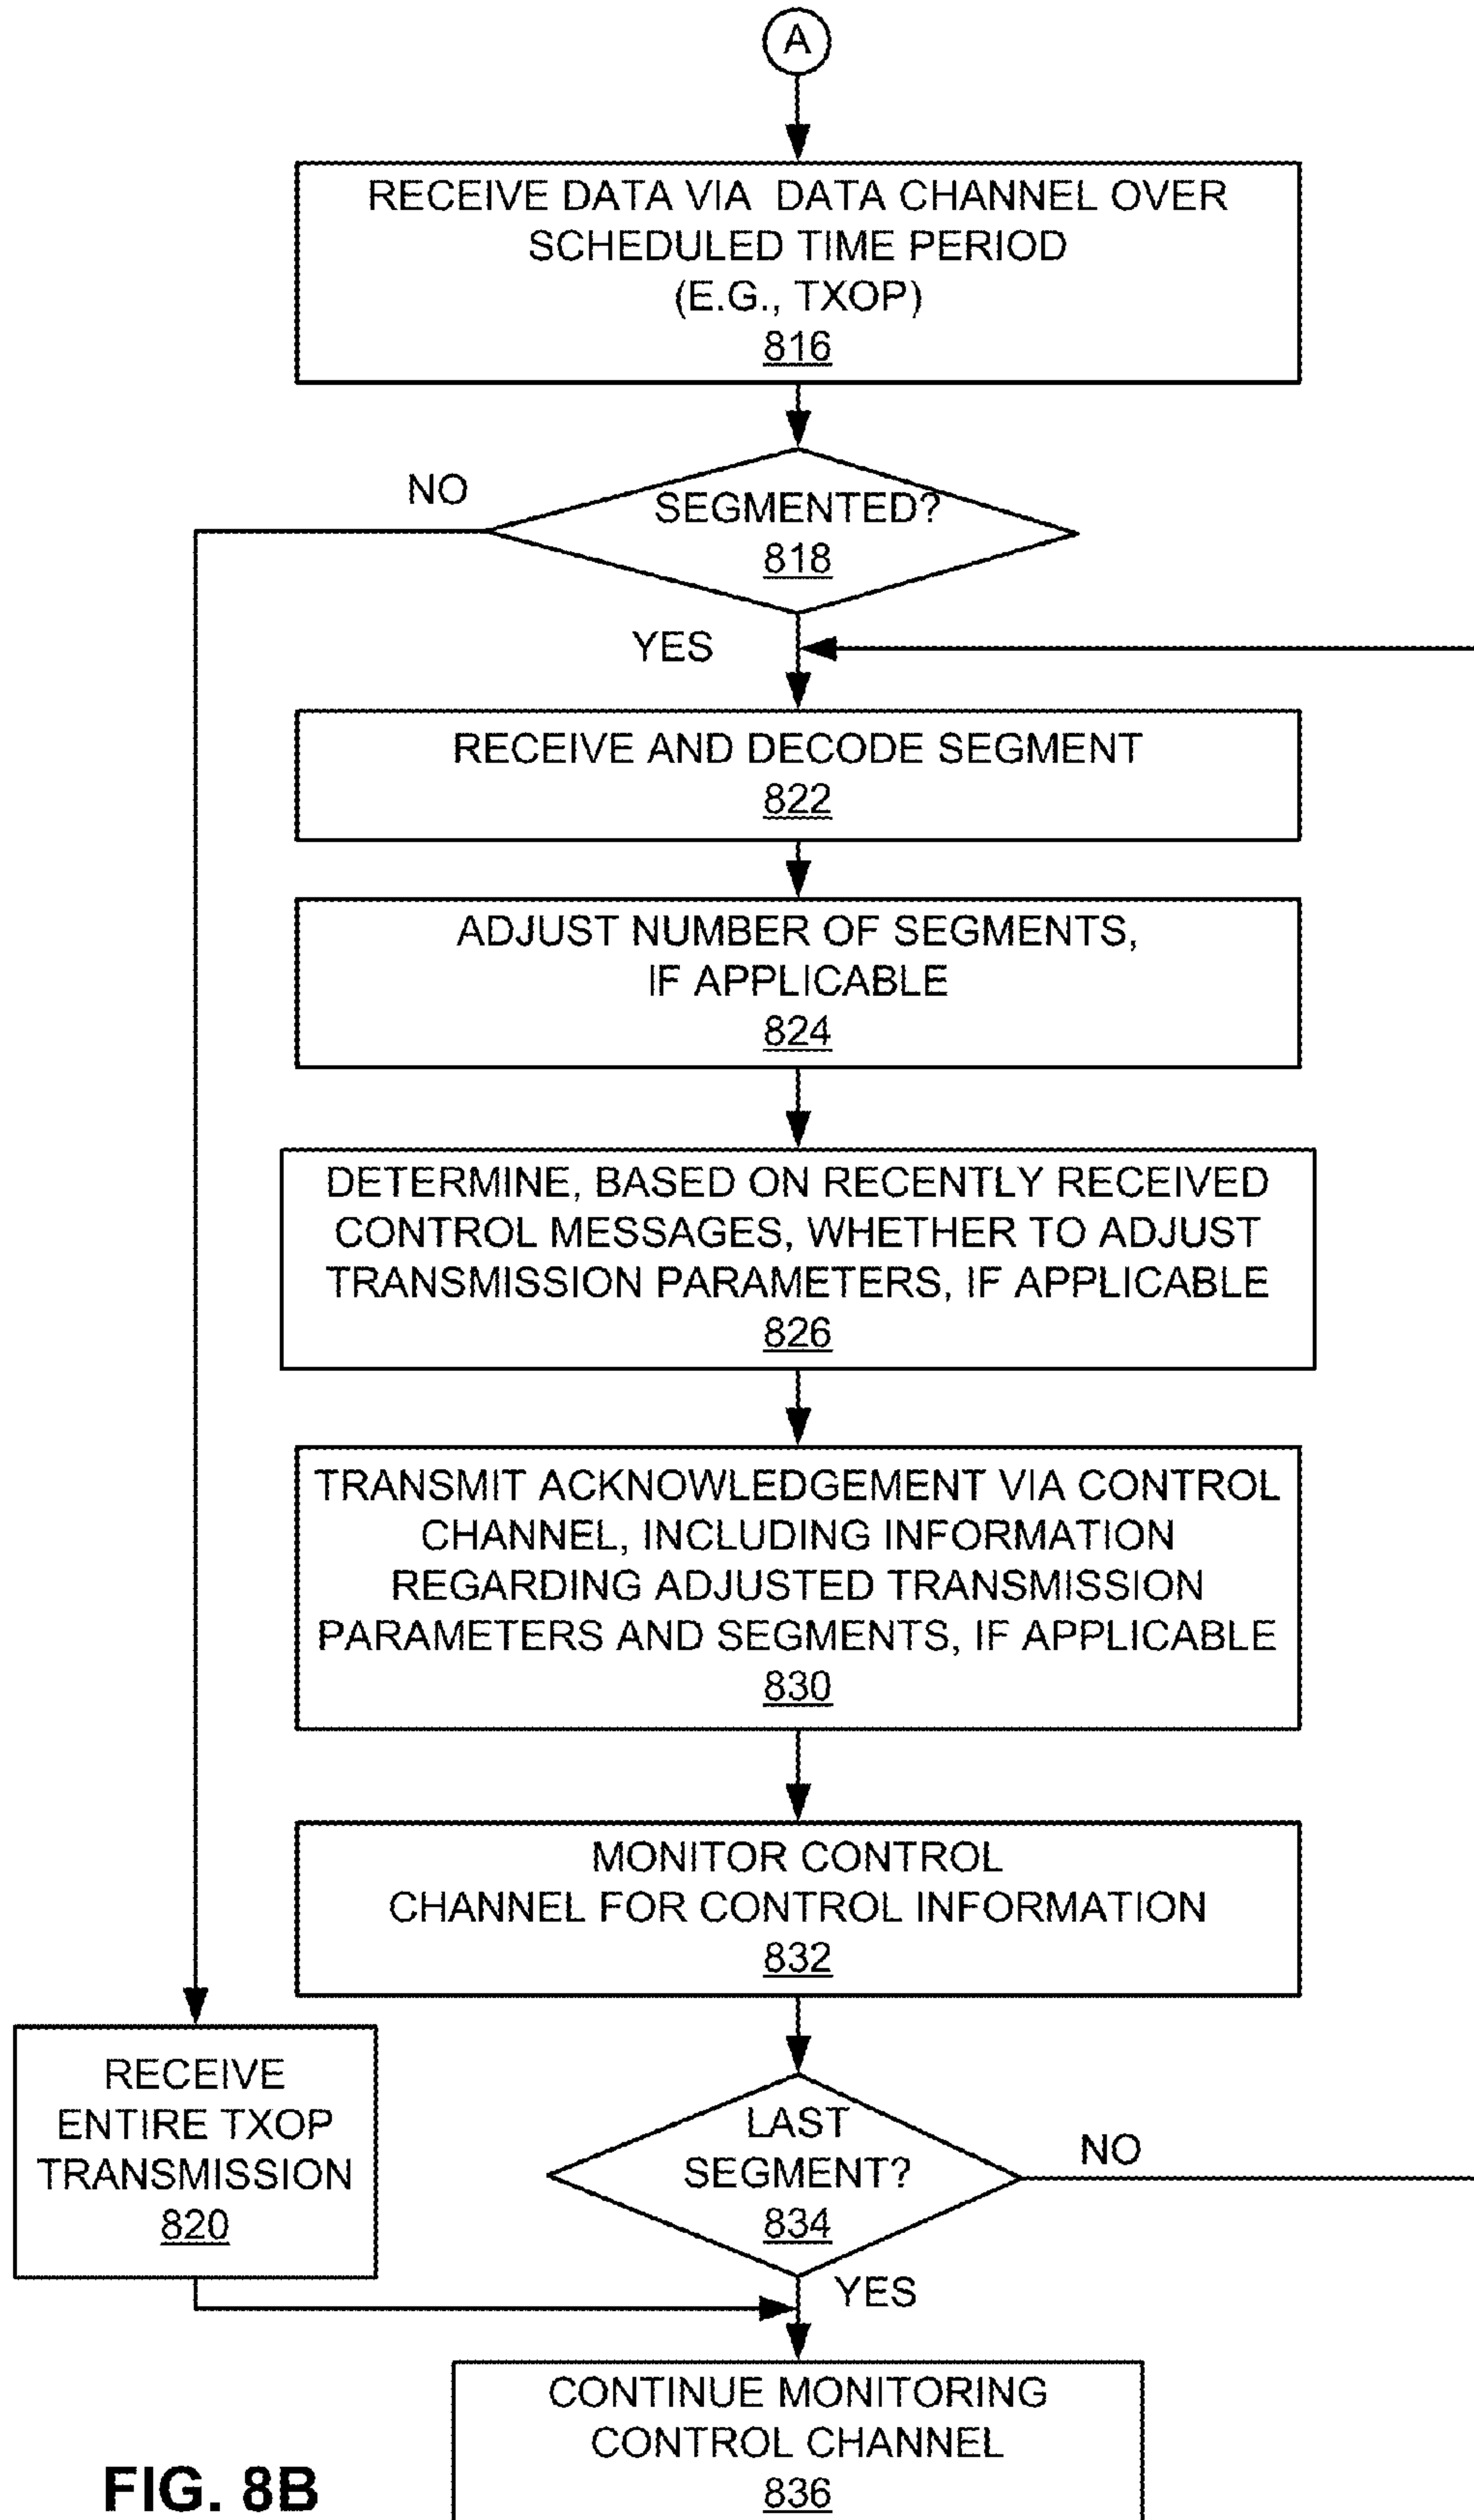 A
RECEIVE DATA VIA DATA CHANNEL OVER
SCHEDULED TIME PERIOD
(E.G., TXOP)
816
NO
SEGMENTED?
818
YES
RECEIVE AND DECODE SEGMENT
822
ADJUST NUMBER OF SEGMENTS,
IF APPLICABLE
824
DETERMINE, BASED ON RECENTLY RECEIVED
CONTROL MESSAGES, WHETHER TO ADJUST
TRANSMISSION PARAMETERS, IF APPLICABLE
826
TRANSMIT ACKNOWLEDGEMENT VIA CONTROL
CHANNEL, INCLUDING INFORMATION
REGARDING ADJUSTED TRANSMISSION
PARAMETERS AND SEGMENTS, IF APPLICABLE
830
MONITOR CONTROL
CHANNEL FOR CONTROL INFORMATION
832
RECEIVE
ENTIRE TXOP
TRANSMISSION
820
LAST
SEGMENT?
834
NO
YES
CONTINUE MONITORING
CONTROL CHANNEL
836
FIG. 8B